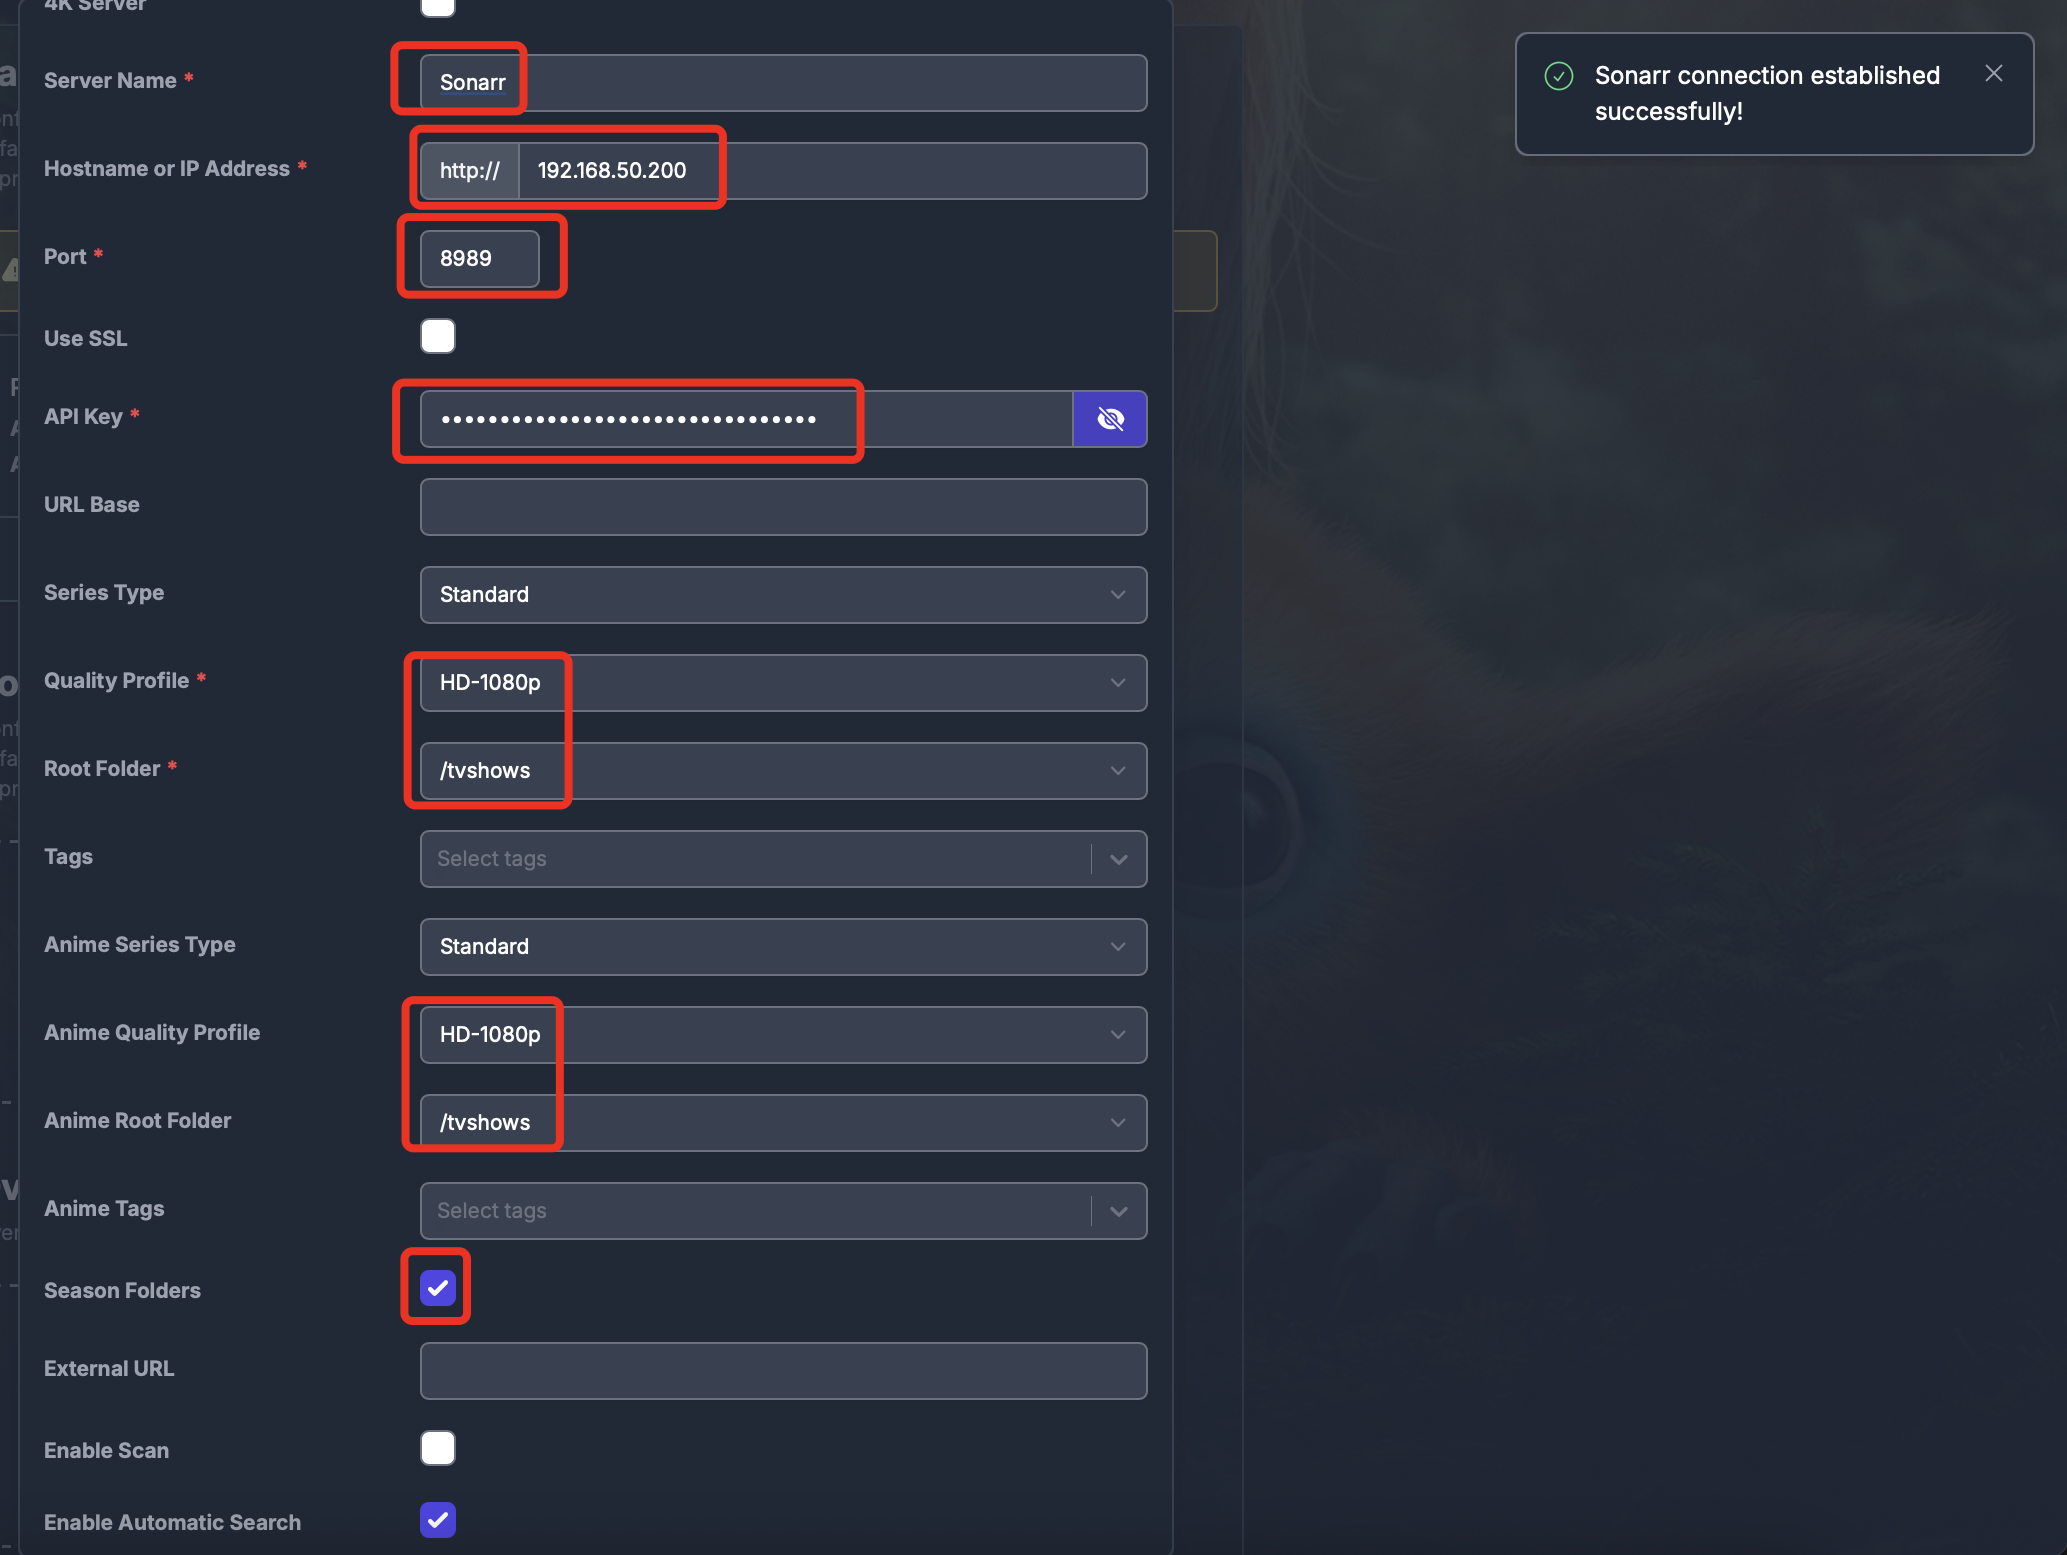 4K Server
Server Name *
Sonarr
Hostname or IP Address *
http:// 192.168.50.200
Port *
8989
Use SSL
API Key *
••••••••••••••••••••••••••••••••
URL Base
Series Type
Standard
Quality Profile *
HD-1080p
Root Folder *
/tvshows
Tags
Select tags
Anime Series Type
Standard
Anime Quality Profile
HD-1080p
Anime Root Folder
/tvshows
Anime Tags
Select tags
Season Folders
External URL
Enable Scan
Enable Automatic Search
Sonarr connection established
successfully!